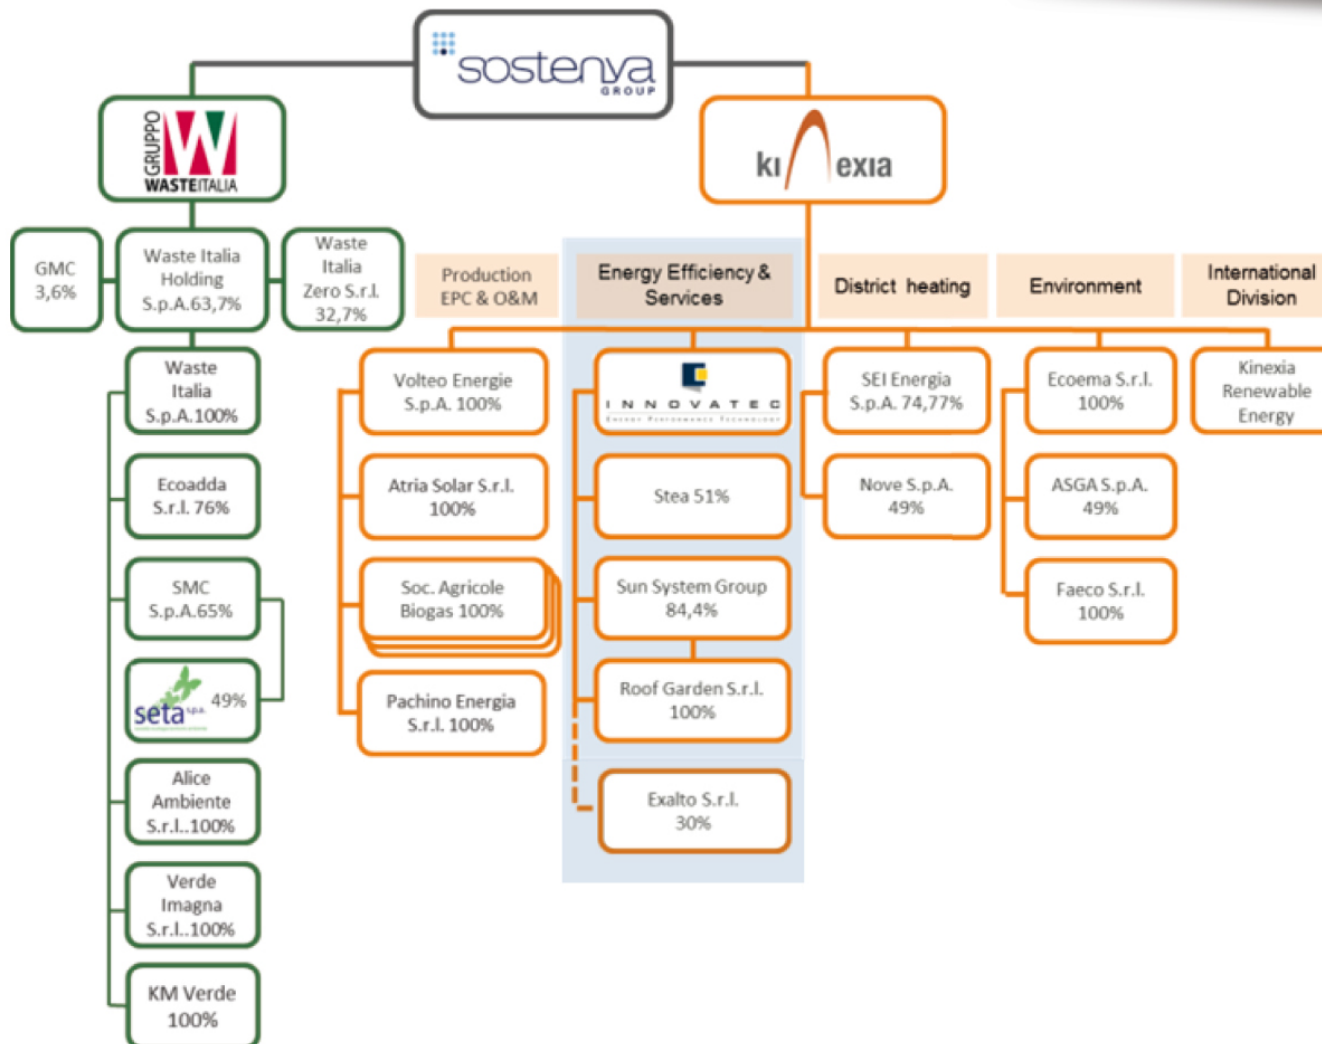 sostenya
GROUP
GRUPPO
W
WASTEITALIA
kinexia
GMC
3,6%
Waste Italia
Holding
S.p.A.63,7%
Waste
Italia
Zero S.r.l.
32,7%
Production
EPC & O&M
Energy Efficiency &
Services
District heating
Environment
International
Division
Waste
Italia
S.p.A.100%
Ecoadda
S.r.l. 76%
SMC
S.p.A.65%
seta s.p.a.
49%
Alice
Ambiente
S.r.l..100%
Verde
Imagna
S.r.l..100%
KM Verde
100%
Volteo Energie
S.p.A. 100%
Atria Solar S.r.l.
100%
Soc. Agricole
Biogas 100%
Pachino Energia
S.r.l. 100%
INNOVATEC
ENERGY PERFORMANCE TECHNOLOGY
Stea 51%
Sun System Group
84,4%
Roof Garden S.r.l.
100%
Exalto S.r.l.
30%
SEI Energia
S.p.A. 74,77%
Nove S.p.A.
49%
Ecoema S.r.l.
100%
ASGA S.p.A.
49%
Faeco S.r.l.
100%
Kinexia
Renewable
Energy